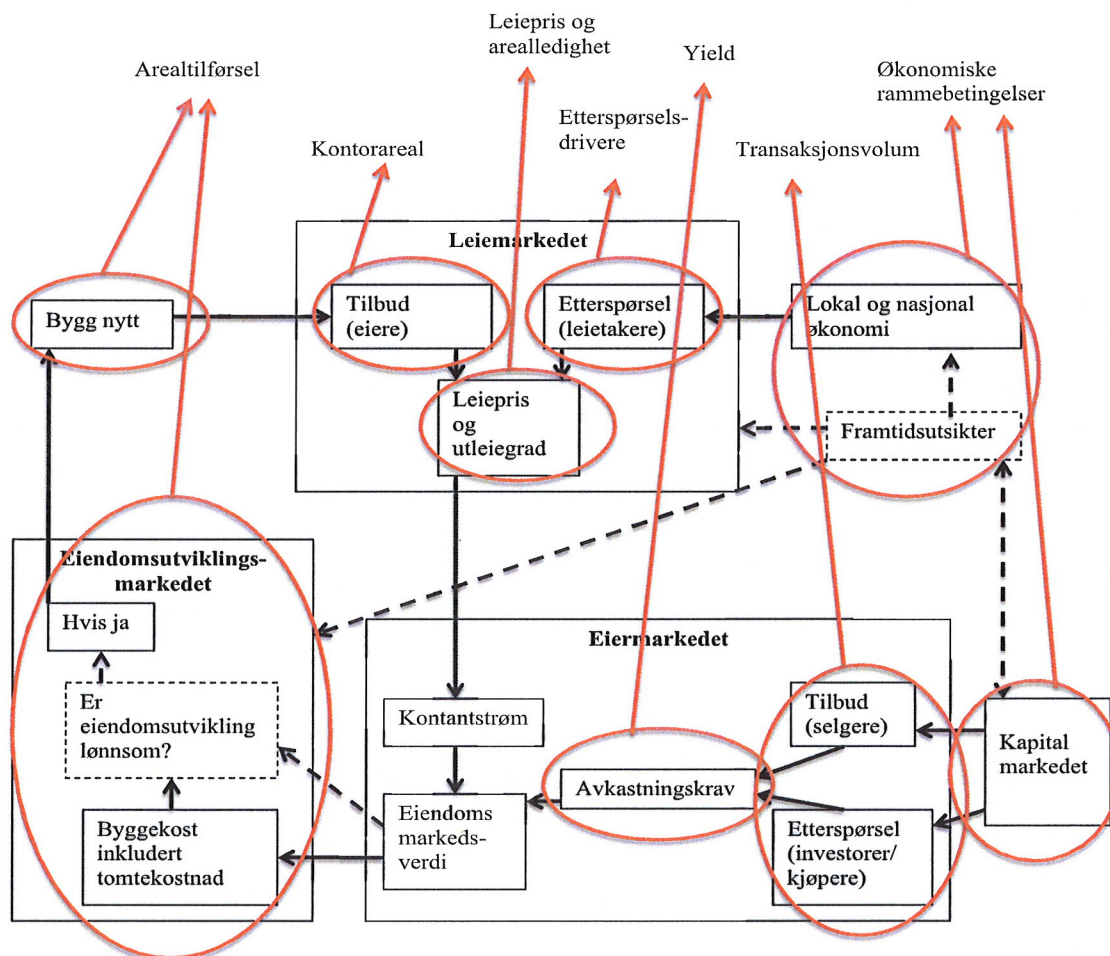 Leiepris og
arealledighet
Yield
Økonomiske
rammebetingelser
Arealtilførsel
Etterspørsels-
drivere
Kontorareal
Transaksjonsvolum
Leiemarkedet
Bygg nytt
Tilbud
(eiere)
Etterspørsel
(leietakere)
Lokal og nasjonal
økonomi
Leiepris
og
utleiegrad
Framtidsutsikter
Eiendomsutviklings-
markedet
Hvis ja
Er
eiendomsutvikling
lønnsom?
Byggekost
inkludert
tomtekostnad
Eiermarkedet
Kontantstrøm
Eiendoms
markeds-
verdi
Avkastningskrav
Tilbud
(selgere)
Etterspørsel
(investorer/
kjøpere)
Kapital
markedet